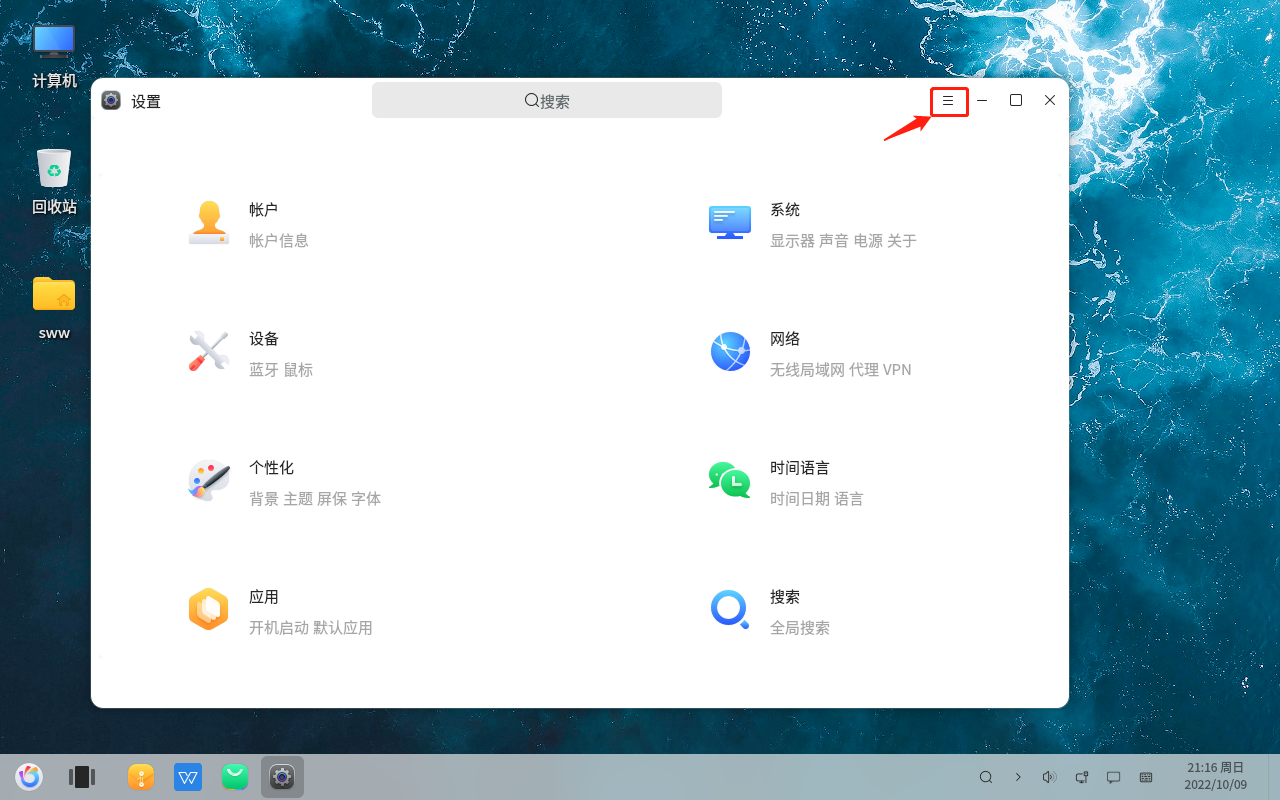 计算机
设置
搜索
回收站
帐户
帐户信息
系统
显示器 声音 电源 关于
sww
设备
蓝牙 鼠标
网络
无线局域网 代理 VPN
个性化
背景 主题 屏保 字体
时间语言
时间日期 语言
应用
开机启动 默认应用
搜索
全局搜索
21:16 周日
2022/10/09